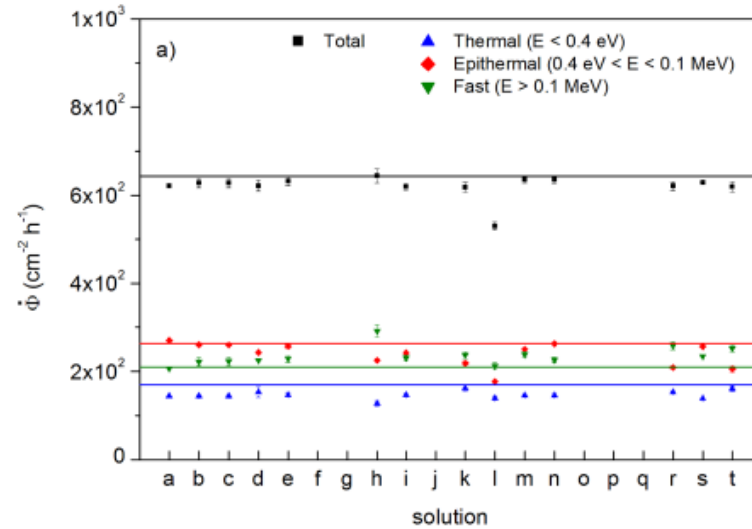 a)
Total
Thermal (E < 0.4 eV)
Epithermal (0.4 eV < E < 0.1 MeV)
Fast (E > 0.1 MeV)
1x10³
8x10²
6x10²
4x10²
2x10²
0
Φ̇ (cm⁻² h⁻¹)
a b c d e f g h i j k l m n o p q r s t
solution